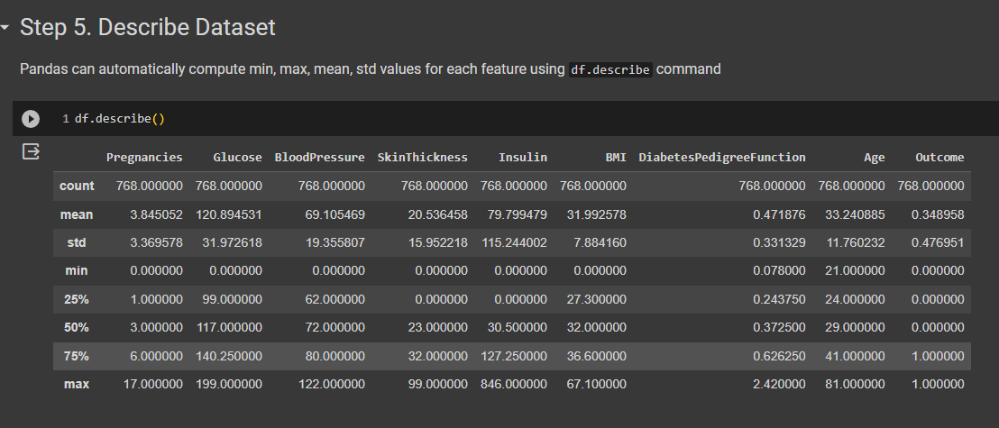 Step 5. Describe Dataset
Pandas can automatically compute min, max, mean, std values for each feature using df.describe command
1 df.describe()
Pregnancies Glucose BloodPressure SkinThickness Insulin BMI DiabetesPedigreeFunction Age Outcome
count 768.000000 768.000000 768.000000 768.000000 768.000000 768.000000 768.000000 768.000000 768.000000
mean 3.845052 120.894531 69.105469 20.536458 79.799479 31.992578 0.471876 33.240885 0.348958
std 3.369578 31.972618 19.355807 15.952218 115.244002 7.884160 0.331329 11.760232 0.476951
min 0.000000 0.000000 0.000000 0.000000 0.000000 0.000000 0.078000 21.000000 0.000000
25% 1.000000 99.000000 62.000000 0.000000 0.000000 27.300000 0.243750 24.000000 0.000000
50% 3.000000 117.000000 72.000000 23.000000 30.500000 32.000000 0.372500 29.000000 0.000000
75% 6.000000 140.250000 80.000000 32.000000 127.250000 36.600000 0.626250 41.000000 1.000000
max 17.000000 199.000000 122.000000 99.000000 846.000000 67.100000 2.420000 81.000000 1.000000